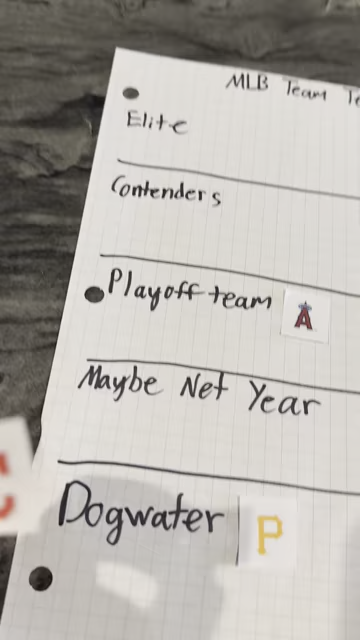 MLB Team
Elite
Contenders
Playoff team A
Maybe Net Year
Dogwater P